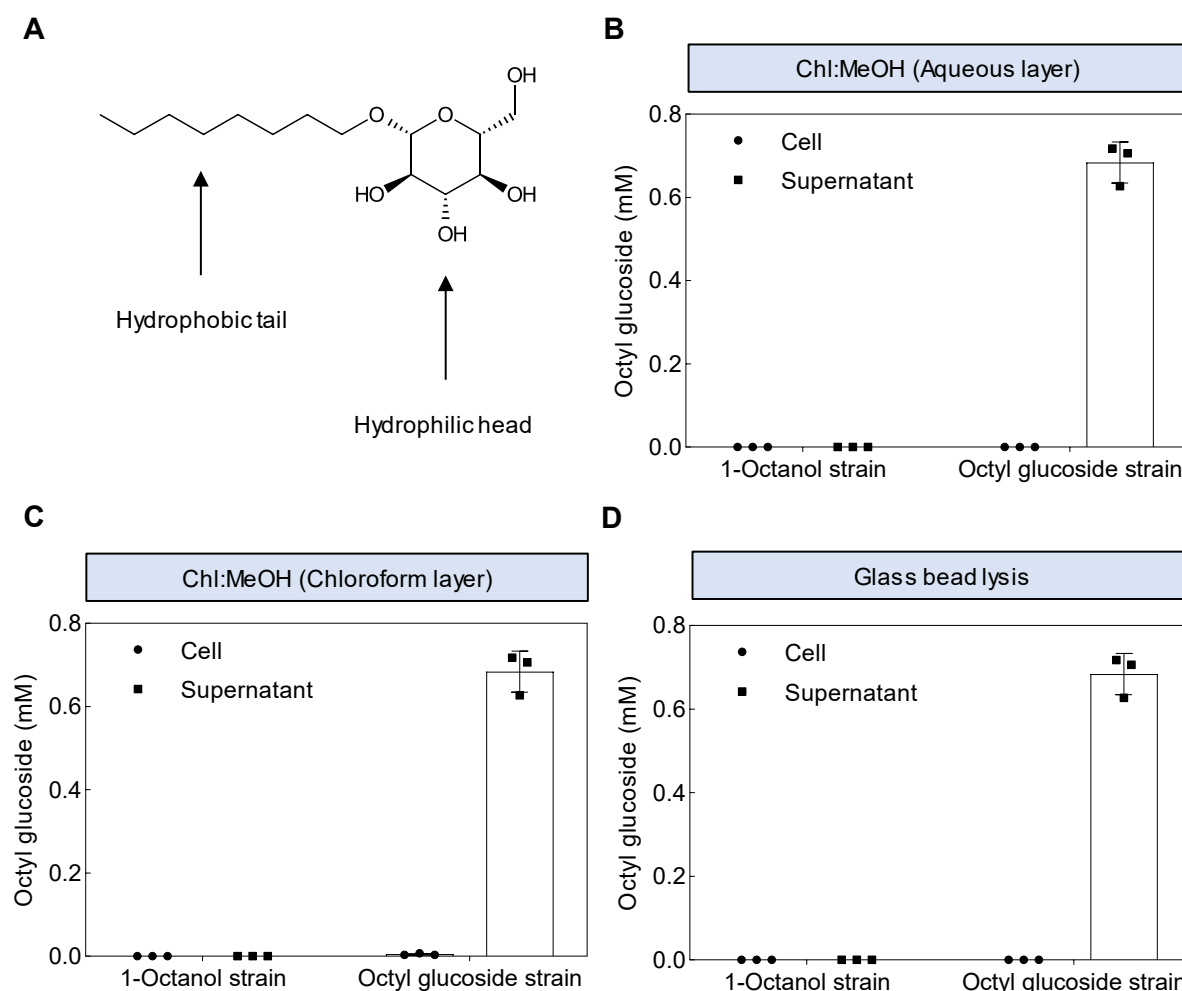 A
OH
O
O
HO
OH
OH
Hydrophobic tail
Hydrophilic head
B
Chl:MeOH (Aqueous layer)
Octyl glucoside (mM)
0.8
0.6
0.4
0.2
0.0
Cell
Supernatant
1-Octanol strain
Octyl glucoside strain
C
Chl:MeOH (Chloroform layer)
Octyl glucoside (mM)
0.8
0.6
0.4
0.2
0.0
Cell
Supernatant
1-Octanol strain
Octyl glucoside strain
D
Glass bead lysis
Octyl glucoside (mM)
0.8
0.6
0.4
0.2
0.0
Cell
Supernatant
1-Octanol strain
Octyl glucoside strain